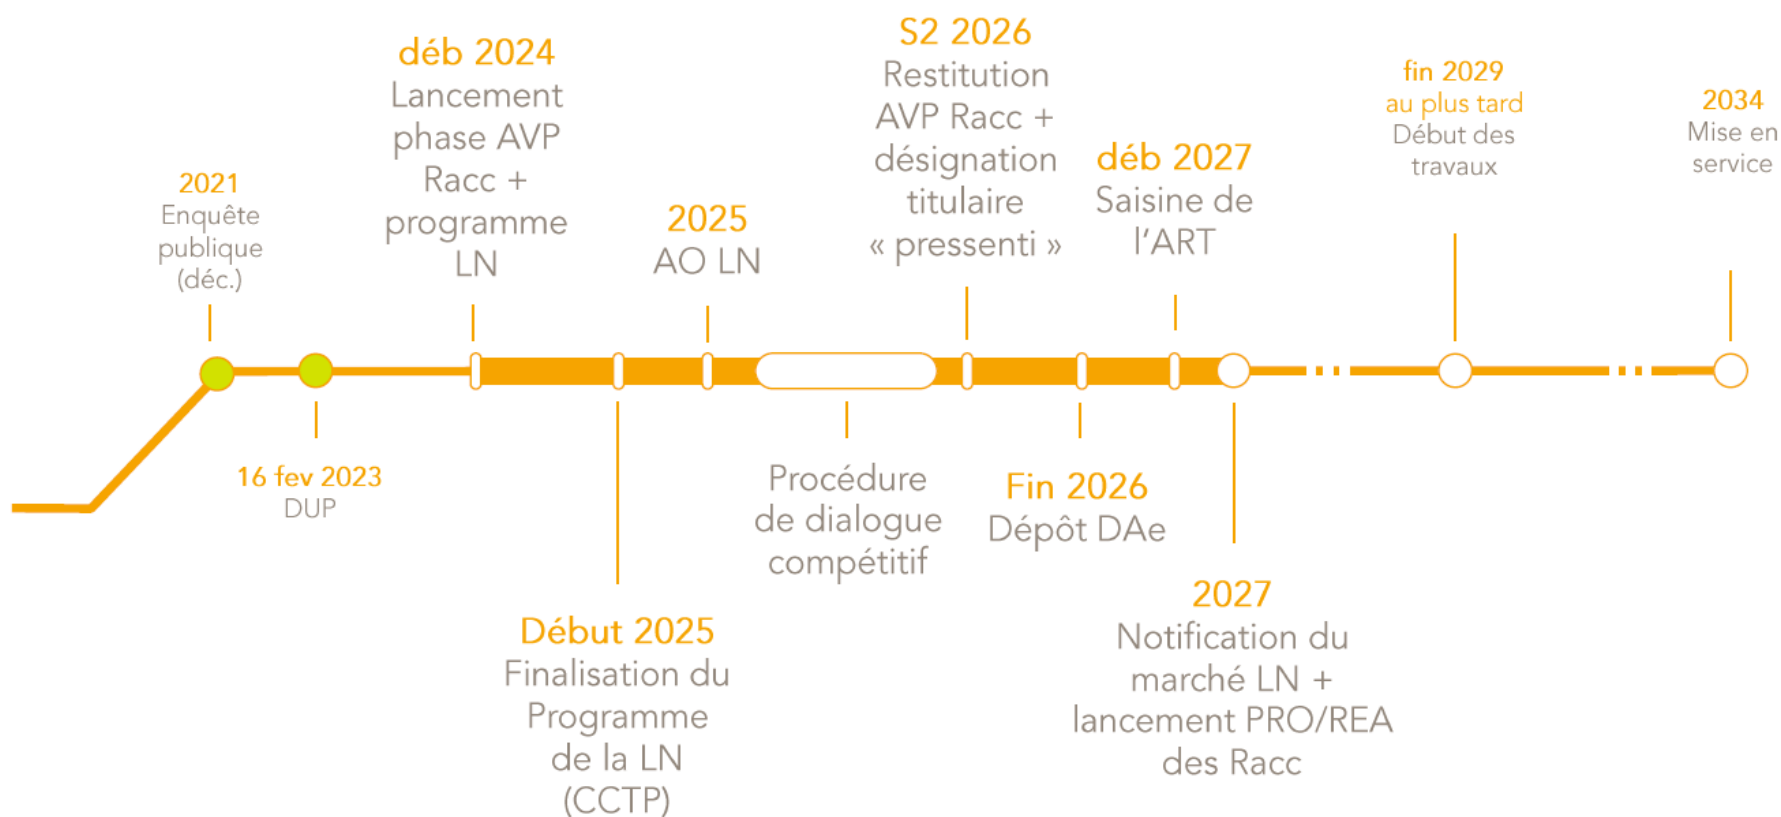 2021
Enquête
publique
(déc.)
16 fev 2023
DUP
déb 2024
Lancement
phase AVP
Racc +
programme
LN
Début 2025
Finalisation du
Programme
de la LN
(CCTP)
2025
AO LN
Procédure
de dialogue
compétitif
S2 2026
Restitution
AVP Racc +
désignation
titulaire
« pressenti »
Fin 2026
Dépôt DAe
déb 2027
Saisine de
l'ART
2027
Notification du
marché LN +
lancement PRO/REA
des Racc
fin 2029
au plus tard
Début des
travaux
2034
Mise en
service